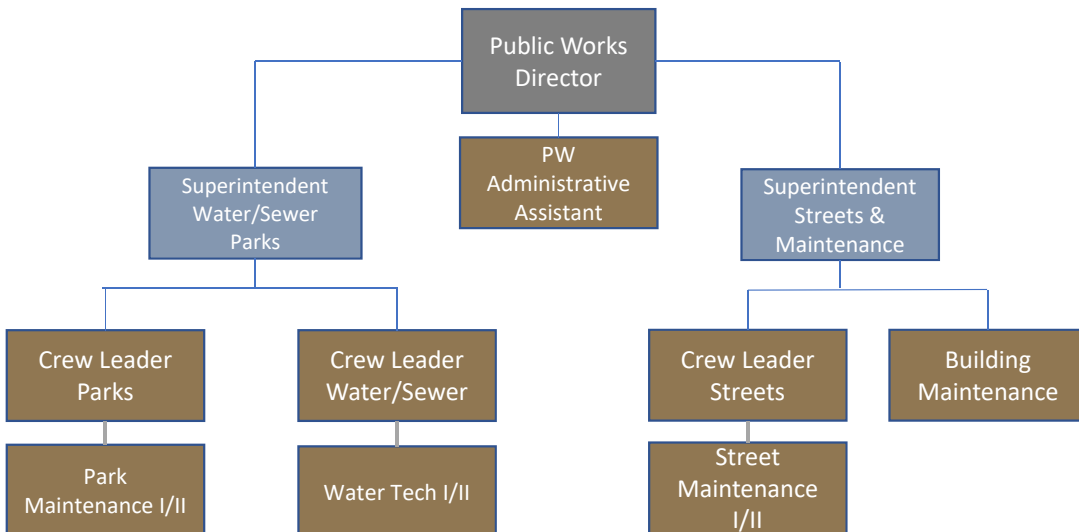 Public Works
Director
PW
Administrative
Assistant
Superintendent
Water/Sewer
Parks
Superintendent
Streets &
Maintenance
Crew Leader
Parks
Crew Leader
Water/Sewer
Crew Leader
Streets
Building
Maintenance
Park
Maintenance I/II
Water Tech I/II
Street
Maintenance
I/II